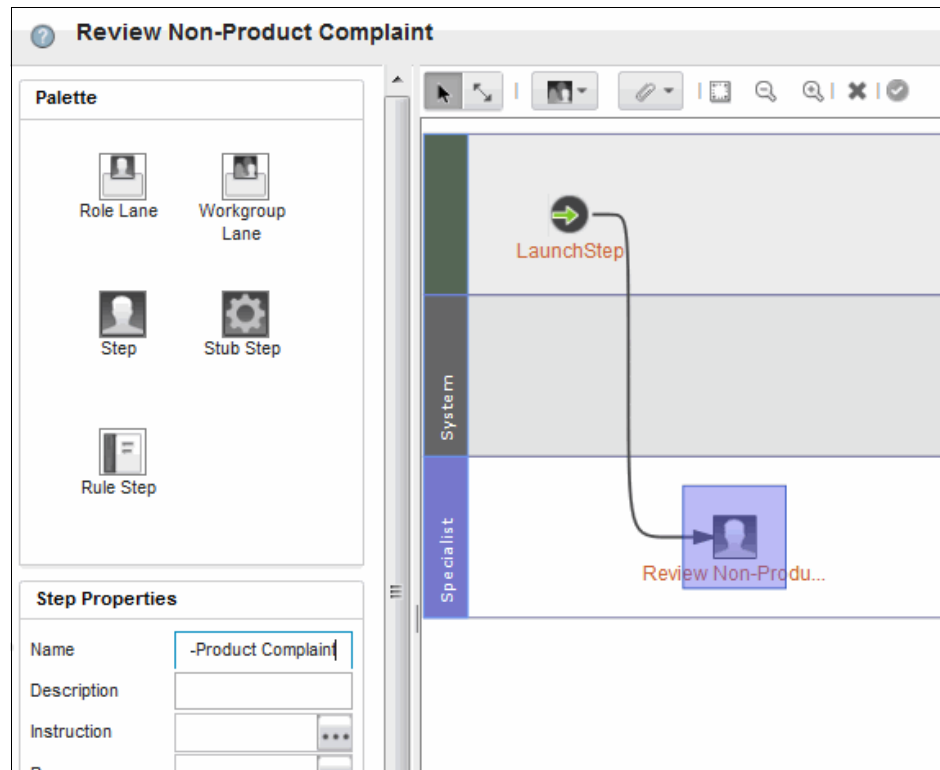 Review Non-Product Complaint
Palette
Role Lane
Workgroup
Lane
Step
Stub Step
Rule Step
Step Properties
Name
-Product Complaint
Description
Instruction
LaunchStep
System
Specialist
Review Non-Produ...